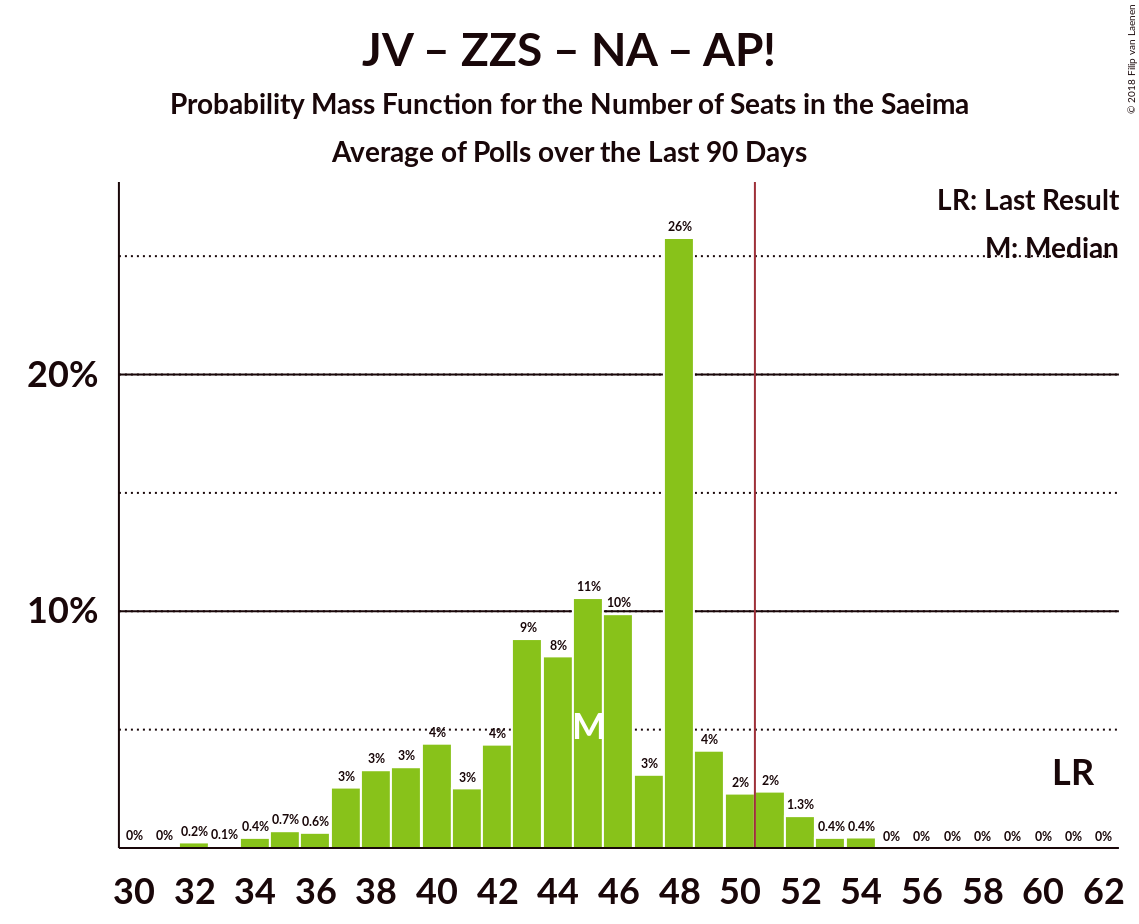 JV – ZZS – NA – AP!
Probability Mass Function for the Number of Seats in the Saeima
Average of Polls over the Last 90 Days
© 2018 Filip van Laenen
LR: Last Result
M: Median
20%
10%
0% 0% 0.2% 0.1% 0.4% 0.7% 0.6% 3% 3% 3% 4% 3% 4% 9% 8% 11% 10% 3% 26% 4% 2% 2% 1.3% 0.4% 0.4% 0% 0% 0% 0% 0% 0% 0% 0%
M
LR
30 32 34 36 38 40 42 44 46 48 50 52 54 56 58 60 62